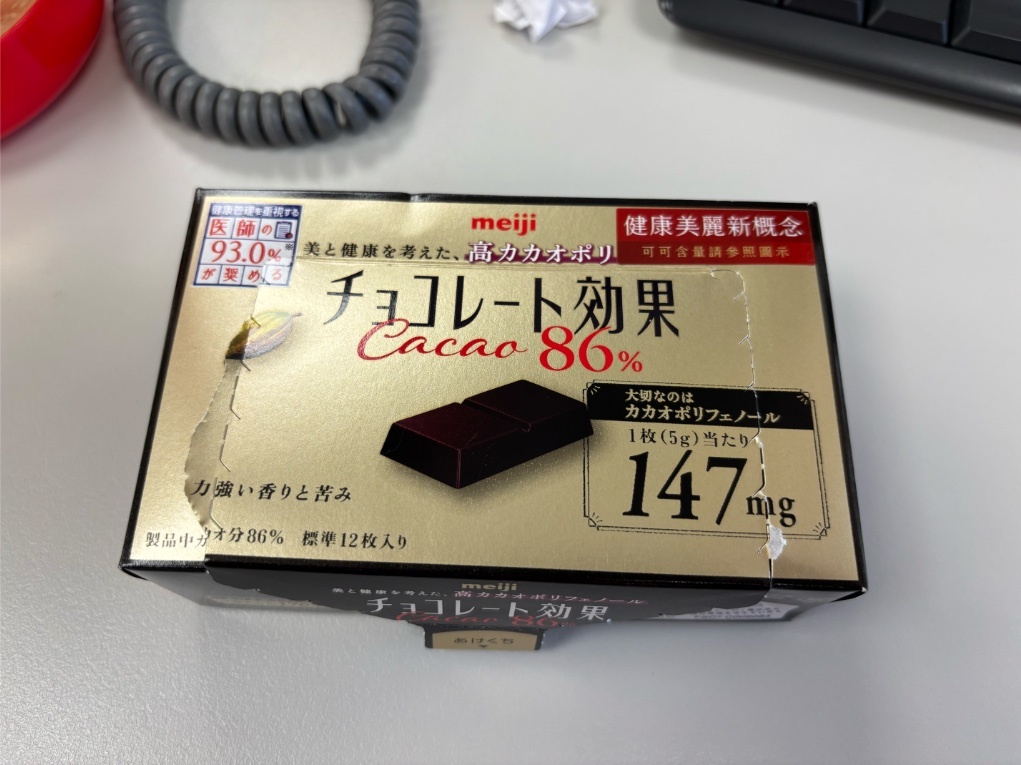 健康管理を重視する
医師の
93.0%※
が奨める
meiji
健康美麗新概念
可可含量請參照圖示
美と健康を考えた、高カカオポリ
チョコレート効果
Cacao 86%
大切なのは
カカオポリフェノール
1枚(5g)当たり
147mg
力強い香りと苦み
製品中カカオ分86% 標準12枚入り
meiji
美と健康を考えた、高カカオポリフェノール
チョコレート効果
Cacao 86
あけくち